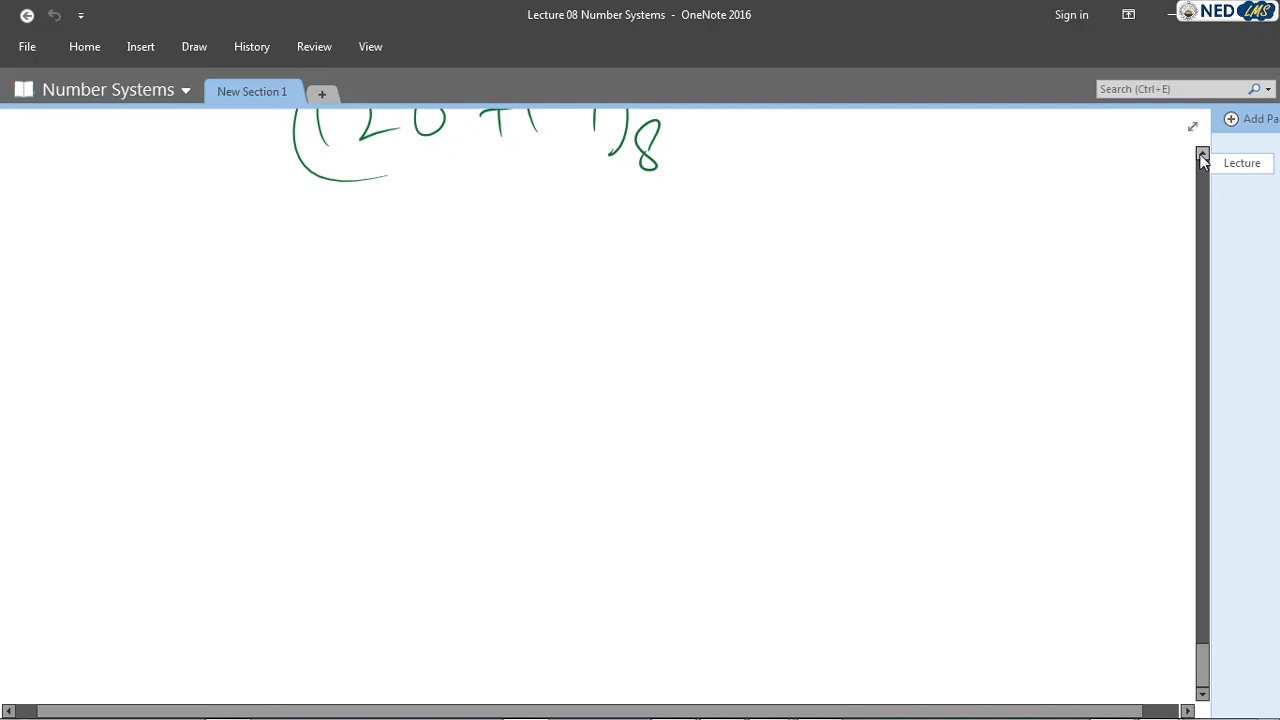 Lecture 08 Number Systems - OneNote 2016
Sign in
NED LMS
File Home Insert Draw History Review View
Number Systems New Section 1
Search (Ctrl+E)
Add Pa
Lecture
8